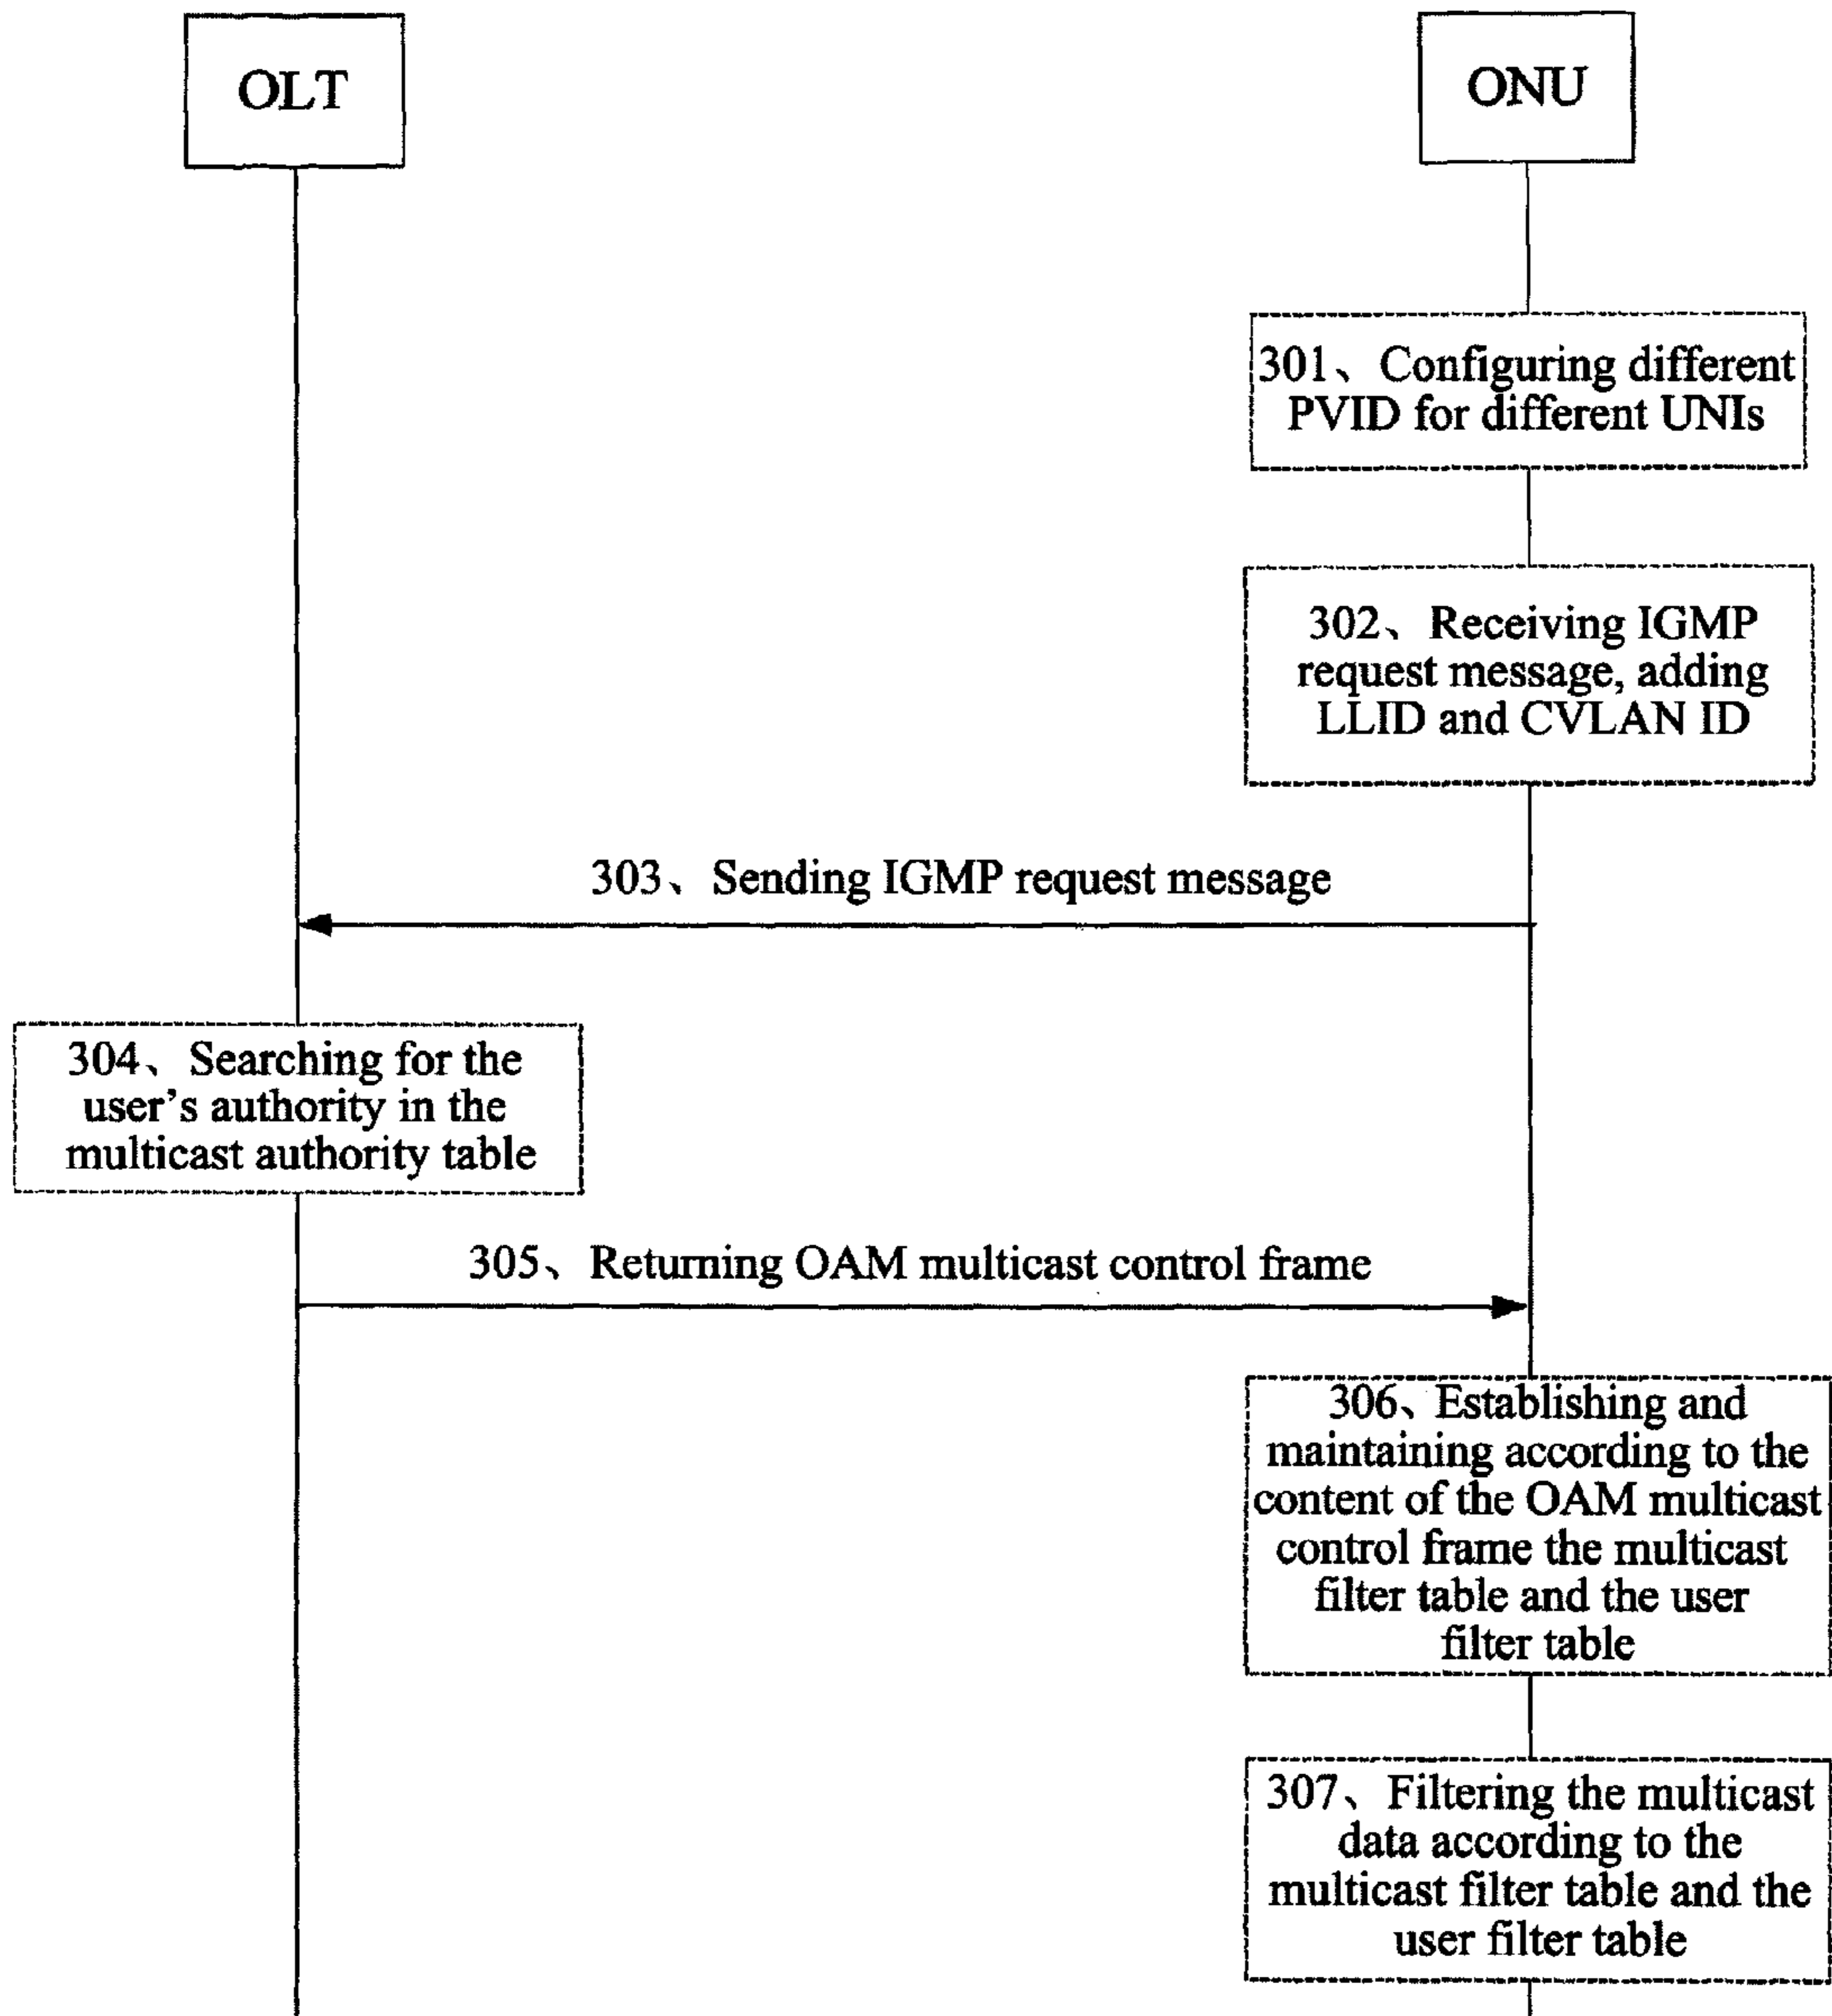 OLT
ONU
301、Configuring different
PVID for different UNIs
302、Receiving IGMP
request message, adding
LLID and CVLAN ID
303、Sending IGMP request message
304、Searching for the
user's authority in the
multicast authority table
305、Returning OAM multicast control frame
306、Establishing and
maintaining according to the
content of the OAM multicast
control frame the multicast
filter table and the user
filter table
307、Filtering the multicast
data according to the
multicast filter table and the
user filter table